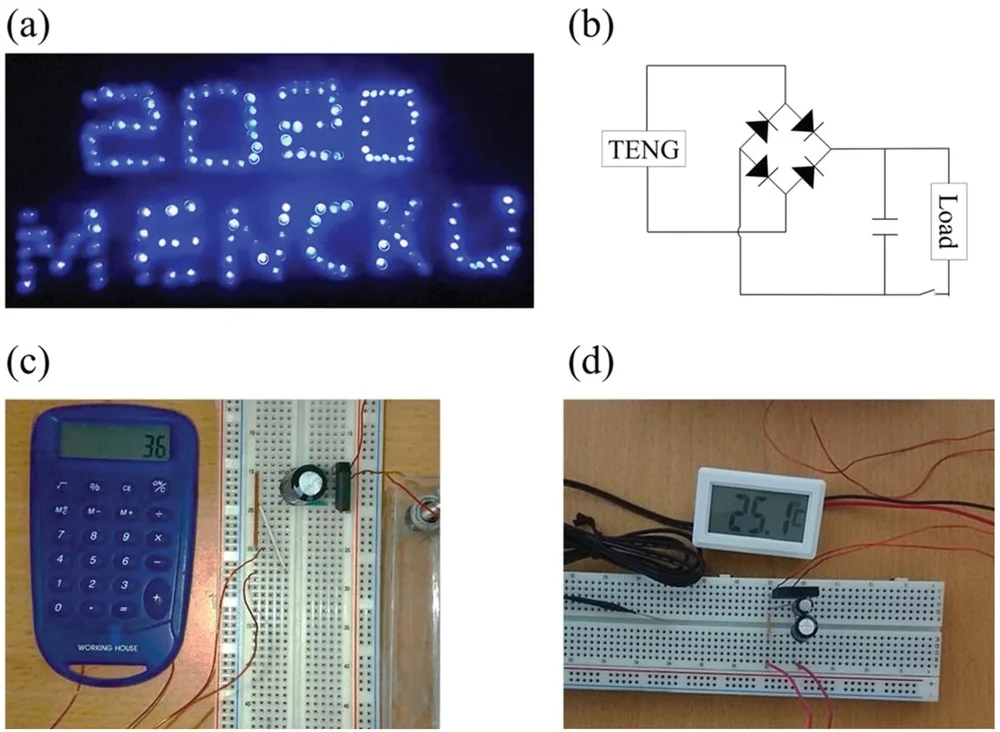 (a)
2020
MENCKU
(b)
TENG
Load
(c)
36
√ % CE ON/C
M- M+ ÷
7 8 9 ×
4 5 6 −
1 2 3 +
0 . =
WORKING HOUSE
(d)
25.1°C